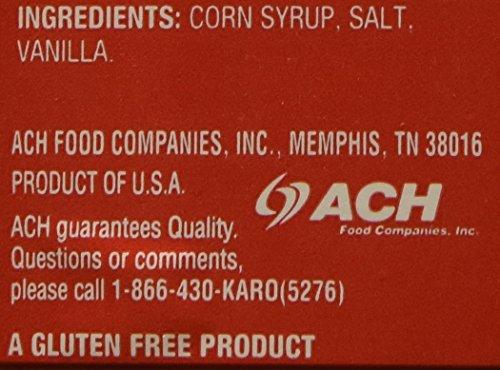 INGREDIENTS: CORN SYRUP, SALT,
VANILLA.
ACH FOOD COMPANIES, INC., MEMPHIS, TN 38016
PRODUCT OF U.S.A.
ACH
Food Companies, Inc.
ACH guarantees Quality.
Questions or comments,
please call 1-866-430-KARO(5276)
A GLUTEN FREE PRODUCT